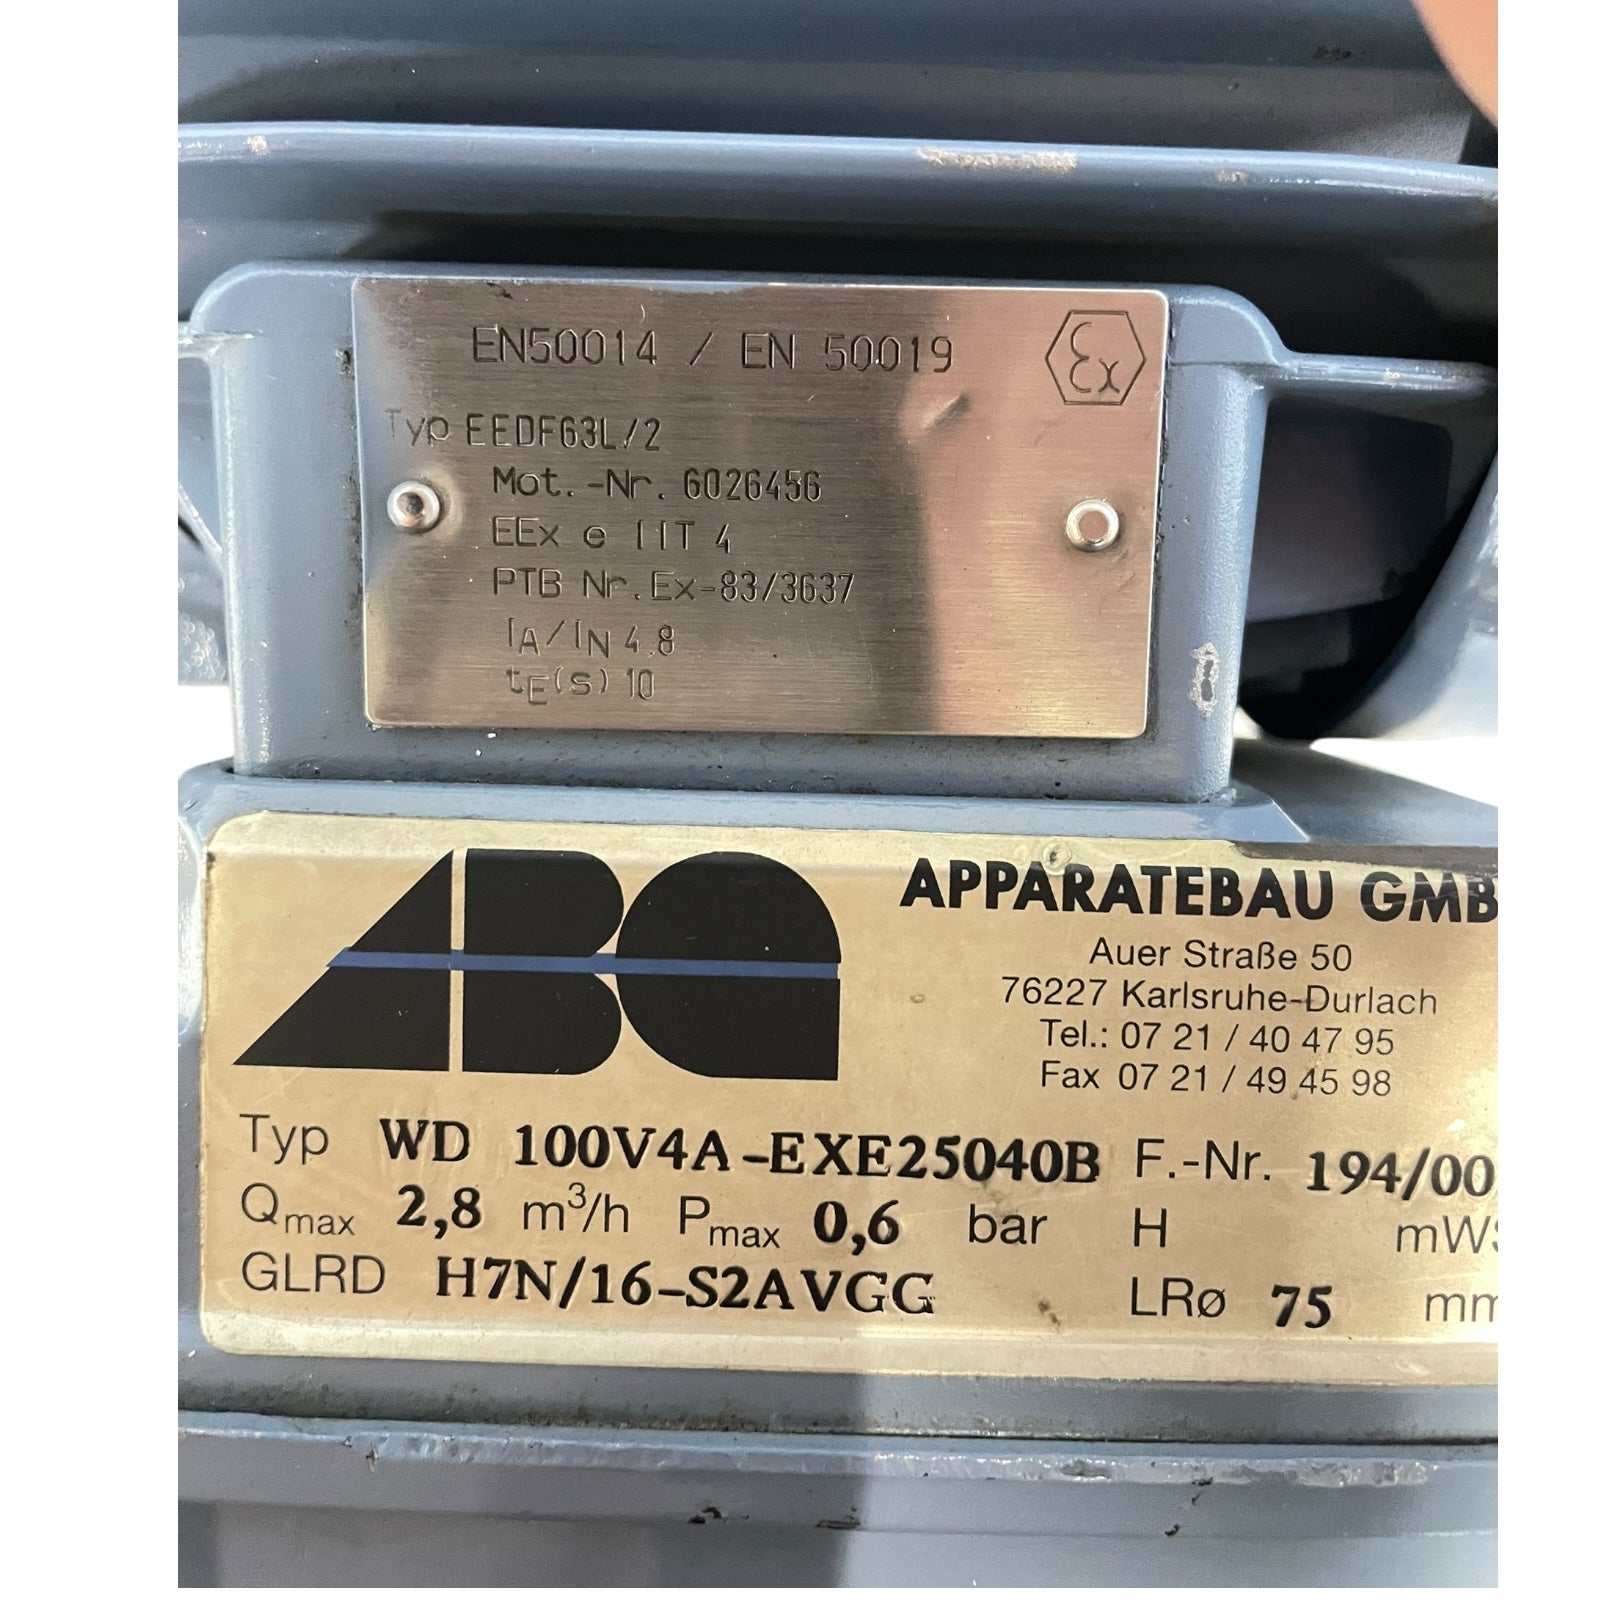 EN50014 / EN 50019
Ex
Typ EEDF63L/2
Mot.-Nr. 6026456
EEx e IIT 4
PTB Nr.Ex-83/3637
IA/IN 4.8
tE(s) 10
ABa
APPARATEBAU GMB
Auer Straße 50
76227 Karlsruhe-Durlach
Tel.: 07 21 / 40 47 95
Fax 07 21 / 49 45 98
Typ WD 100V4A-EXE25040B F.-Nr. 194/00
Qmax 2,8 m³/h Pmax 0,6 bar H mWS
GLRD H7N/16-S2AVGG LRø 75 mm